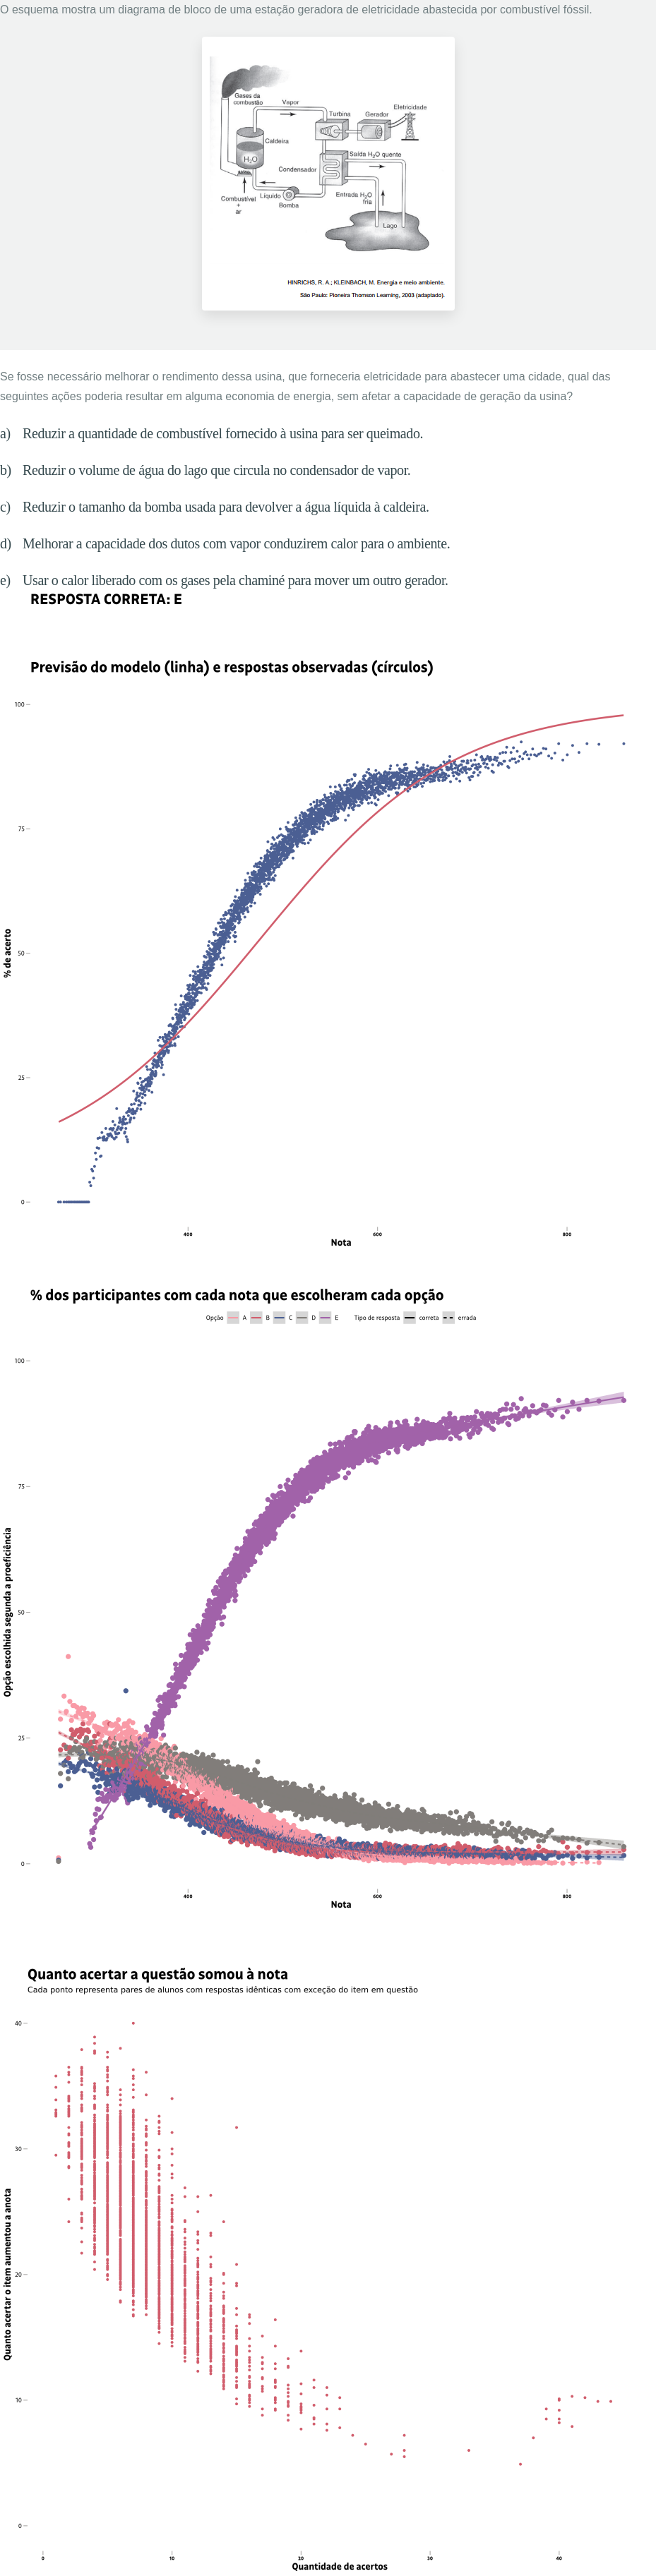 O esquema mostra um diagrama de bloco de uma estação geradora de eletricidade abastecida por combustível fóssil.
Gases da
combustão
Vapor
Turbina
Gerador
Eletricidade
Caldeira
H₂O
Saída H₂O quente
Condensador
Combustível
+
ar
Líquido
Bomba
Entrada H₂O
fria
Lago
HINRICHS, R. A.; KLEINBACH, M. Energia e meio ambiente.
São Paulo: Pioneira Thomson Learning, 2003 (adaptado).
Se fosse necessário melhorar o rendimento dessa usina, que forneceria eletricidade para abastecer uma cidade, qual das
seguintes ações poderia resultar em alguma economia de energia, sem afetar a capacidade de geração da usina?
a) Reduzir a quantidade de combustível fornecido à usina para ser queimado.
b) Reduzir o volume de água do lago que circula no condensador de vapor.
c) Reduzir o tamanho da bomba usada para devolver a água líquida à caldeira.
d) Melhorar a capacidade dos dutos com vapor conduzirem calor para o ambiente.
e) Usar o calor liberado com os gases pela chaminé para mover um outro gerador.
RESPOSTA CORRETA: E
Previsão do modelo (linha) e respostas observadas (círculos)
100
75
50
25
0
% de acerto
400 600 800
Nota
% dos participantes com cada nota que escolheram cada opção
Opção A B C D E Tipo de resposta correta errada
100
75
50
25
0
Opção escolhida segunda a proeficiência
400 600 800
Nota
Quanto acertar a questão somou à nota
Cada ponto representa pares de alunos com respostas idênticas com exceção do item em questão
40
30
20
10
0
Quanto acertar o item aumentou a anota
0 10 20 30 40
Quantidade de acertos